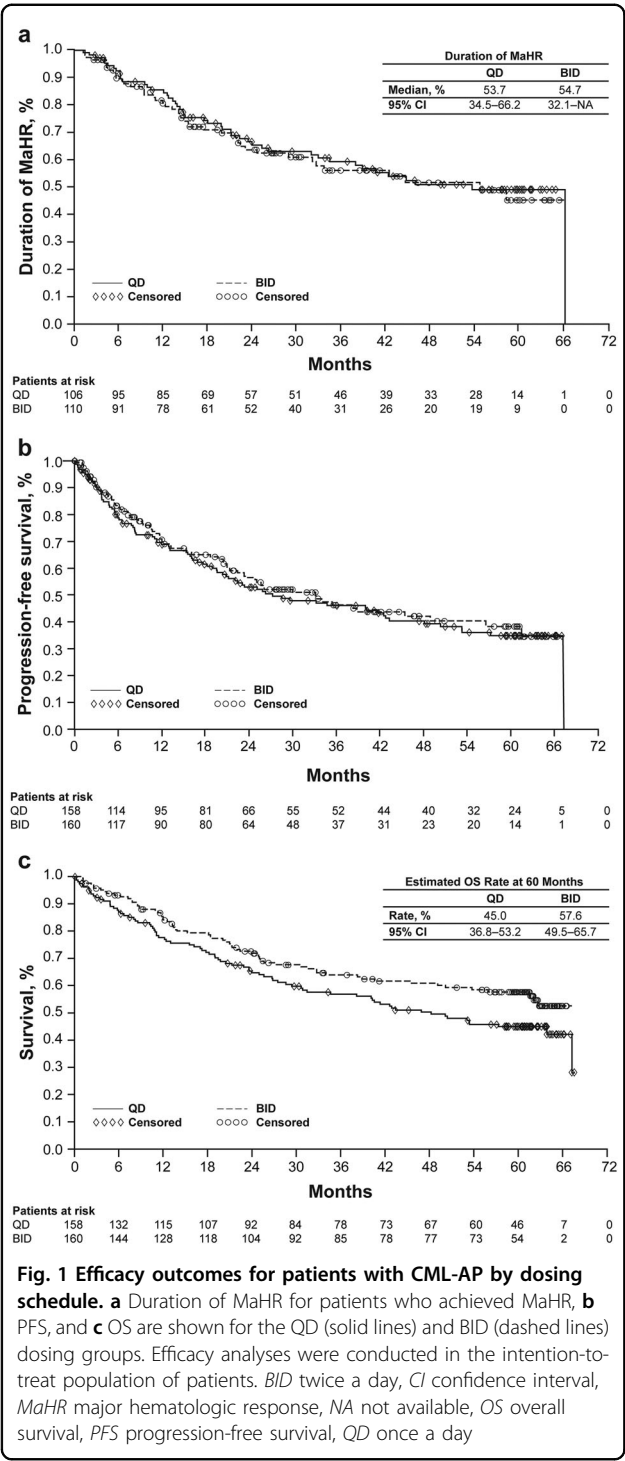 a
Duration of MaHR, %
1.0
0.9
0.8
0.7
0.6
0.5
0.4
0.3
0.2
0.1
0.0
Duration of MaHR
QD BID
Median, % 53.7 54.7
95% CI 34.5–66.2 32.1–NA
QD BID
Censored Censored
0 6 12 18 24 30 36 42 48 54 60 66 72
Months
Patients at risk
QD 106 95 85 69 57 51 46 39 33 28 14 1 0
BID 110 91 78 61 52 40 31 26 20 19 9 0 0
b
Progression-free survival, %
1.0
0.9
0.8
0.7
0.6
0.5
0.4
0.3
0.2
0.1
0.0
QD BID
Censored Censored
0 6 12 18 24 30 36 42 48 54 60 66 72
Months
Patients at risk
QD 158 114 95 81 66 55 52 44 40 32 24 5 0
BID 160 117 90 80 64 48 37 31 23 20 14 1 0
c
Survival, %
1.0
0.9
0.8
0.7
0.6
0.5
0.4
0.3
0.2
0.1
0.0
Estimated OS Rate at 60 Months
QD BID
Rate, % 45.0 57.6
95% CI 36.8–53.2 49.5–65.7
QD BID
Censored Censored
0 6 12 18 24 30 36 42 48 54 60 66 72
Months
Patients at risk
QD 158 132 115 107 92 84 78 73 67 60 46 7 0
BID 160 144 128 118 104 92 85 78 77 73 54 2 0
Fig. 1 Efficacy outcomes for patients with CML-AP by dosing
schedule. a Duration of MaHR for patients who achieved MaHR, b
PFS, and c OS are shown for the QD (solid lines) and BID (dashed lines)
dosing groups. Efficacy analyses were conducted in the intention-to-
treat population of patients. BID twice a day, CI confidence interval,
MaHR major hematologic response, NA not available, OS overall
survival, PFS progression-free survival, QD once a day